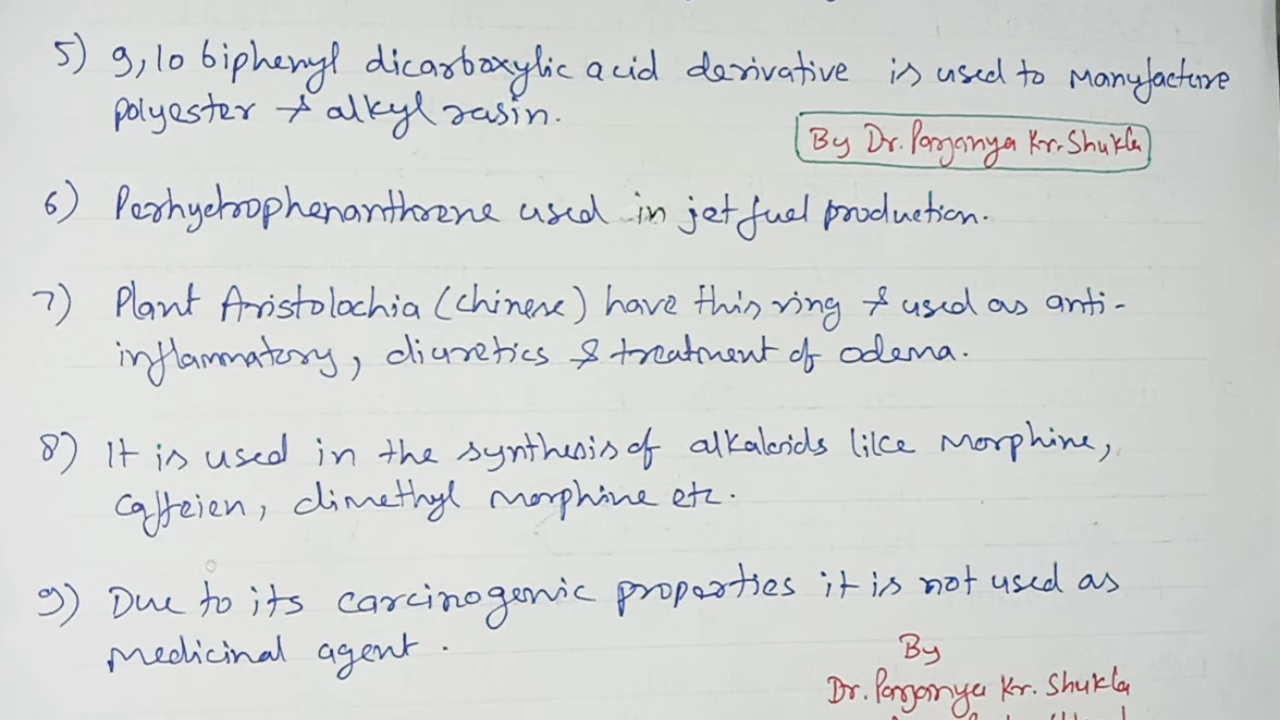 5) 9,10 biphenyl dicarboxylic acid derivative is used to Manufacture
polyester & alkyl rasin.
By Dr. Parjanya Kr. Shukla
6) Perhydrophenanthrene used in jet fuel production.
7) Plant Aristolochia (chinese) have this ring & used as anti-
inflammatory, diuretics & treatment of odema.
8) It is used in the synthesis of alkaloids like Morphine,
Caffeien, dimethyl morphine etc.
9) Due to its carcinogenic properties it is not used as
medicinal agent.
By
Dr. Parjanya Kr. Shukla